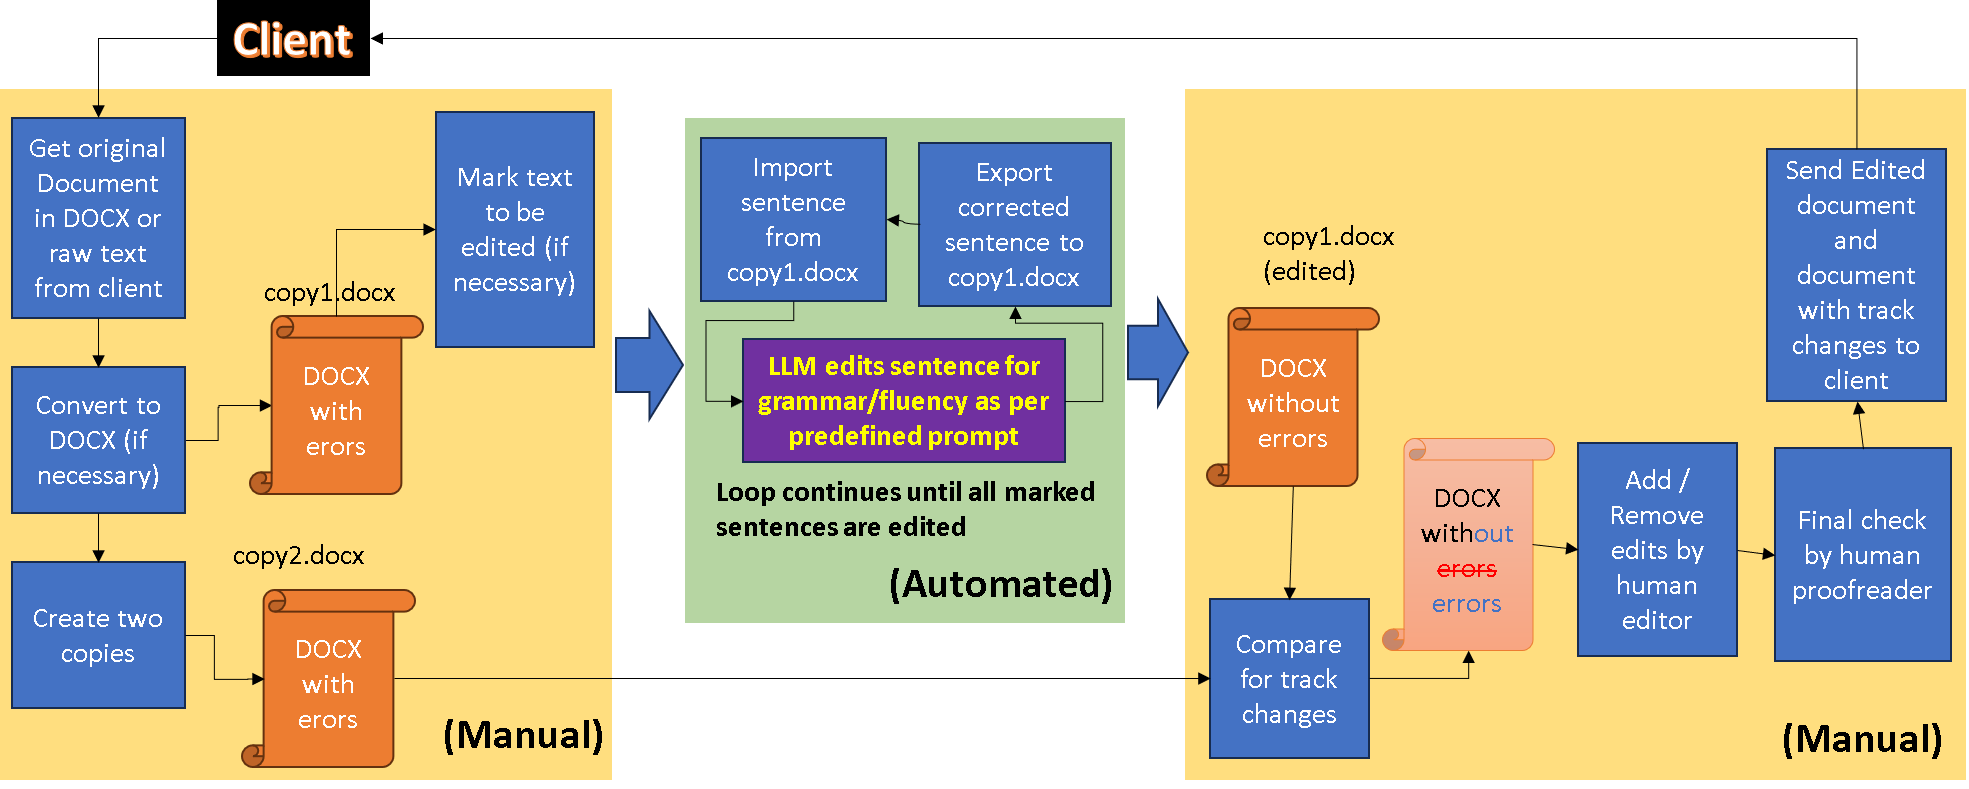 Client
Get original
Document
in DOCX or
raw text
from client
Convert to
DOCX (if
necessary)
Create two
copies
copy1.docx
DOCX
with
erors
copy2.docx
DOCX
with
erors
Mark text
to be
edited (if
necessary)
(Manual)
Import
sentence
from
copy1.docx
Export
corrected
sentence to
copy1.docx
LLM edits sentence for
grammar/fluency as per
predefined prompt
Loop continues until all marked
sentences are edited
(Automated)
copy1.docx
(edited)
DOCX
without
errors
Compare
for track
changes
DOCX
without
erors
errors
Add /
Remove
edits by
human
editor
Final check
by human
proofreader
Send Edited
document
and
document
with track
changes to
client
(Manual)